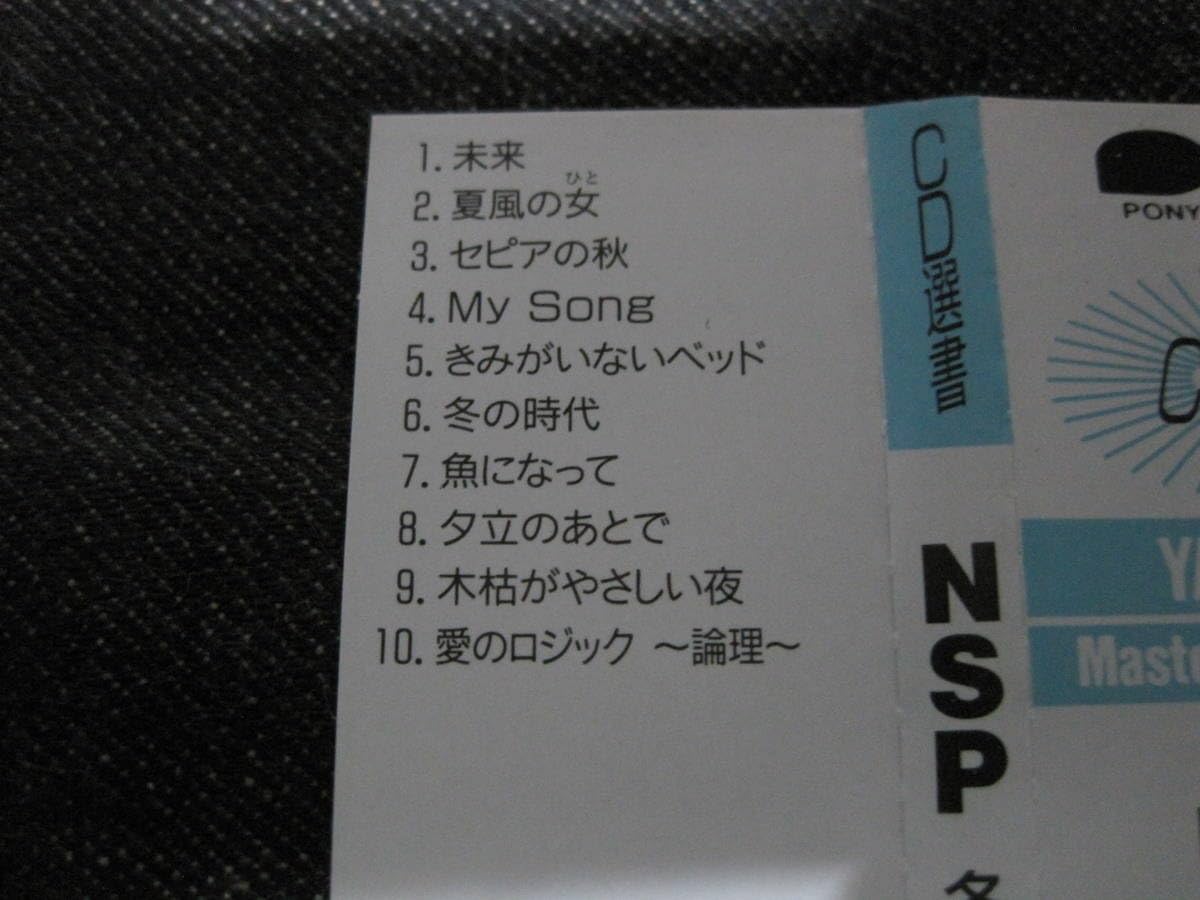 1. 未来
2. 夏風の女
ひと
3. セピアの秋
4. My Song
5. きみがいないベッド
6. 冬の時代
7. 魚になって
8. 夕立のあとで
9. 木枯がやさしい夜
10. 愛のロジック 〜論理〜
CD選書
NSP
PONY
C
YA
Maste